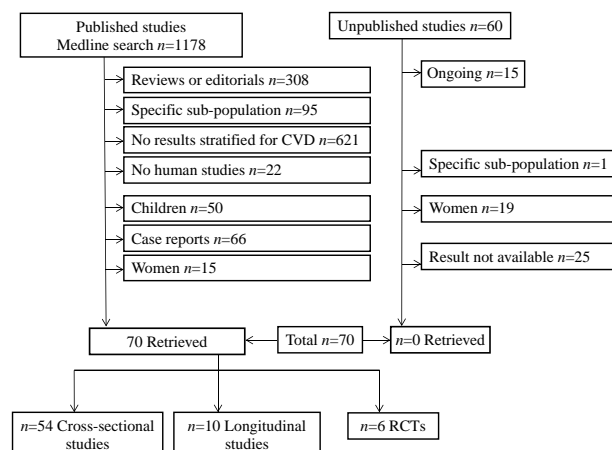 Published studies
Medline search n=1178
Reviews or editorials n=308
Specific sub-population n=95
No results stratified for CVD n=621
No human studies n=22
Children n=50
Case reports n=66
Women n=15
Unpublished studies n=60
Ongoing n=15
Specific sub-population n=1
Women n=19
Result not available n=25
70 Retrieved
Total n=70
n=0 Retrieved
n=54 Cross-sectional
studies
n=10 Longitudinal
studies
n=6 RCTs